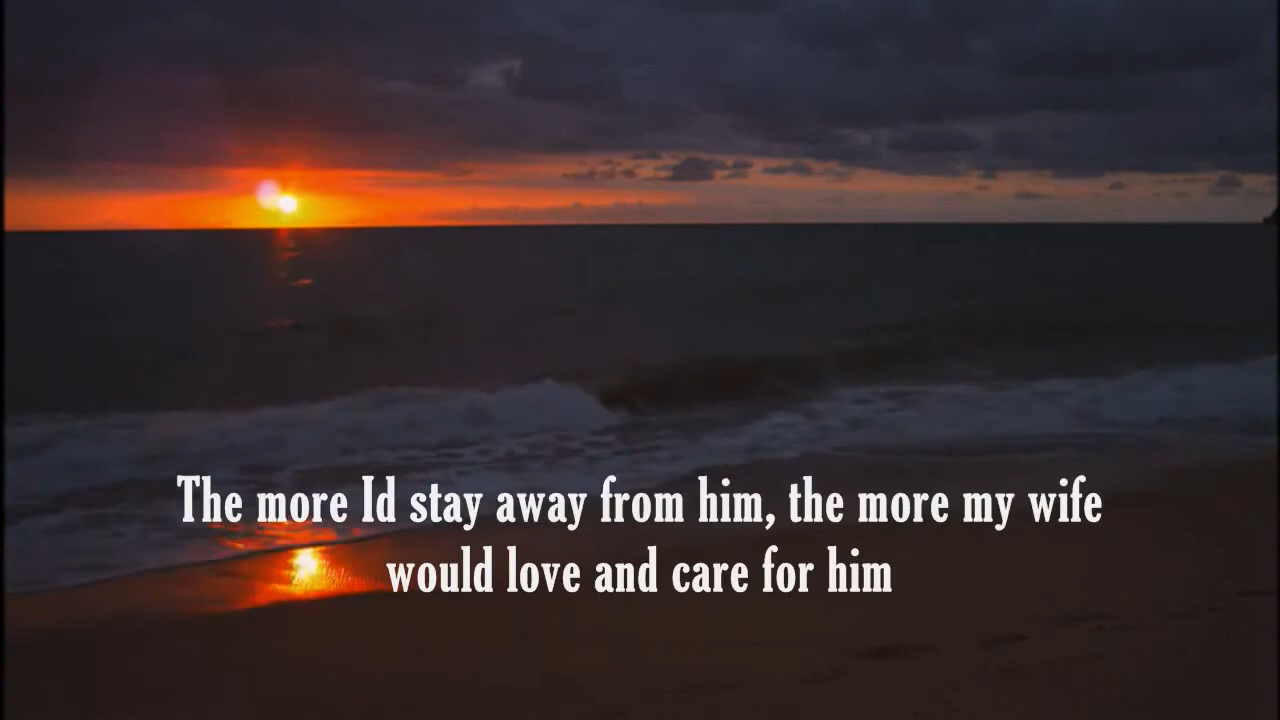 The more Id stay away from him, the more my wife
would love and care for him